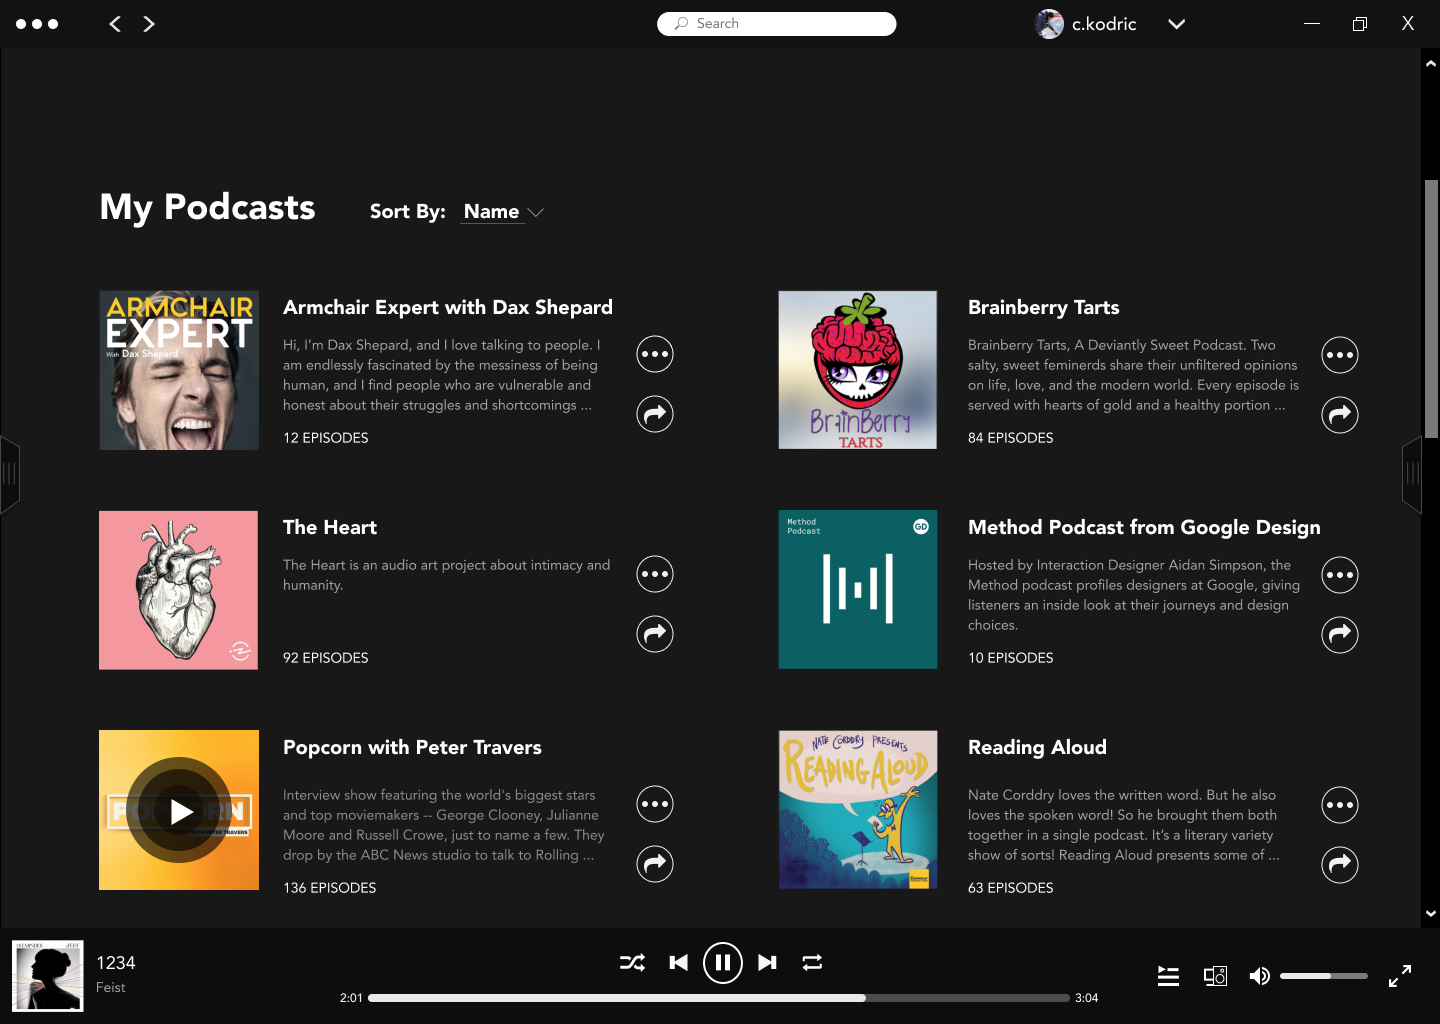 Search
c.kodric
X
My Podcasts
Sort By: Name
ARMCHAIR
EXPERT
With Dax Shepard
Armchair Expert with Dax Shepard
Hi, I'm Dax Shepard, and I love talking to people. I
am endlessly fascinated by the messiness of being
human, and I find people who are vulnerable and
honest about their struggles and shortcomings ...
12 EPISODES
BrainBerry
TARTS
Brainberry Tarts
Brainberry Tarts, A Deviantly Sweet Podcast. Two
salty, sweet feminerds share their unfiltered opinions
on life, love, and the modern world. Every episode is
served with hearts of gold and a healthy portion ...
84 EPISODES
The Heart
The Heart is an audio art project about intimacy and
humanity.
92 EPISODES
Method
Podcast
GD
Method Podcast from Google Design
Hosted by Interaction Designer Aidan Simpson, the
Method podcast profiles designers at Google, giving
listeners an inside look at their journeys and design
choices.
10 EPISODES
POPCORN
WITH PETER TRAVERS
Popcorn with Peter Travers
Interview show featuring the world's biggest stars
and top moviemakers -- George Clooney, Julianne
Moore and Russell Crowe, just to name a few. They
drop by the ABC News studio to talk to Rolling ...
136 EPISODES
NATE CORDDRY PRESENTS
READING ALOUD
Reading Aloud
Nate Corddry loves the written word. But he also
loves the spoken word! So he brought them both
together in a single podcast. It's a literary variety
show of sorts! Reading Aloud presents some of ...
63 EPISODES
FEIST
1234
Feist
2:01
3:04